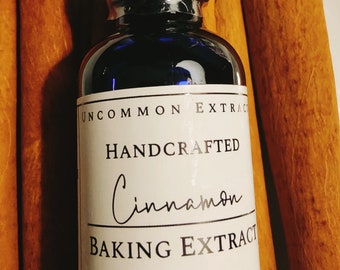 Uncommon Extract
Handcrafted
Cinnamon
Baking Extract